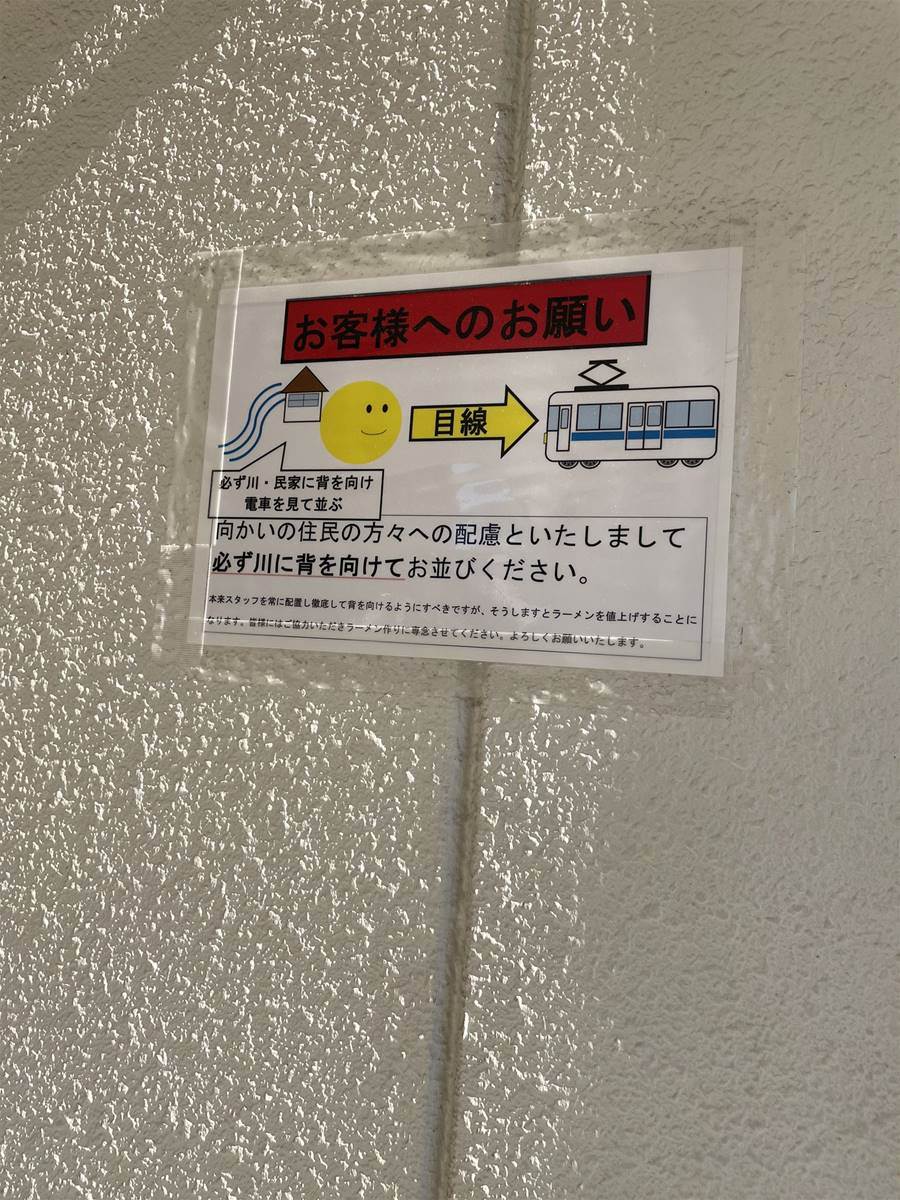 お客様へのお願い
目線
必ず川・民家に背を向け
電車を見て並ぶ
向かいの住民の方々への配慮といたしまして
必ず川に背を向けてお並びください。
本来スタッフを常に配置し徹底して背を向けるようにすべきですが、そうしますとラーメンを値上げすることに
なります。皆様にはご協力いただきラーメン作りに専念させてください。よろしくお願いいたします。